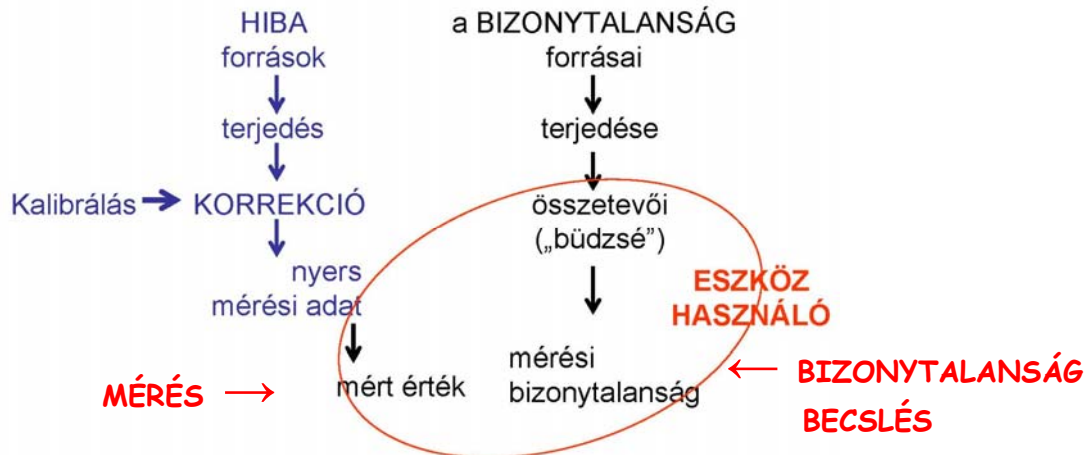 HIBA
források
terjedés
Kalibrálás
KORREKCIÓ
nyers
mérési adat
mért érték
MÉRÉS
a BIZONYTALANSÁG
forrásai
terjedése
összetevői
(„büdzsé”)
mérési
bizonytalanság
ESZKÖZ
HASZNÁLÓ
BIZONYTALANSÁG
BECSLÉS